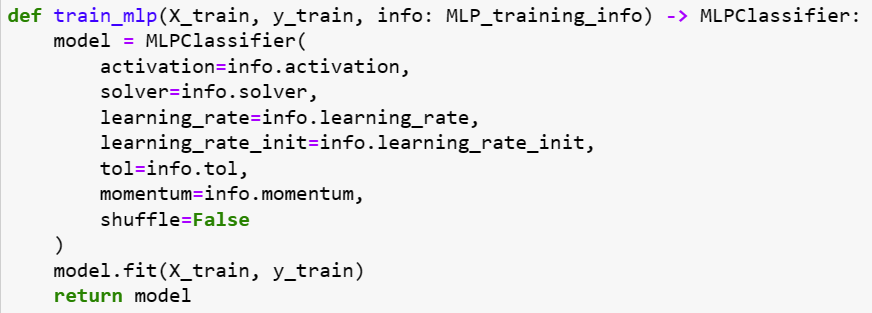 def train_mlp(X_train, y_train, info: MLP_training_info) -> MLPClassifier:
    model = MLPClassifier(
        activation=info.activation,
        solver=info.solver,
        learning_rate=info.learning_rate,
        learning_rate_init=info.learning_rate_init,
        tol=info.tol,
        momentum=info.momentum,
        shuffle=False
    )
    model.fit(X_train, y_train)
    return model